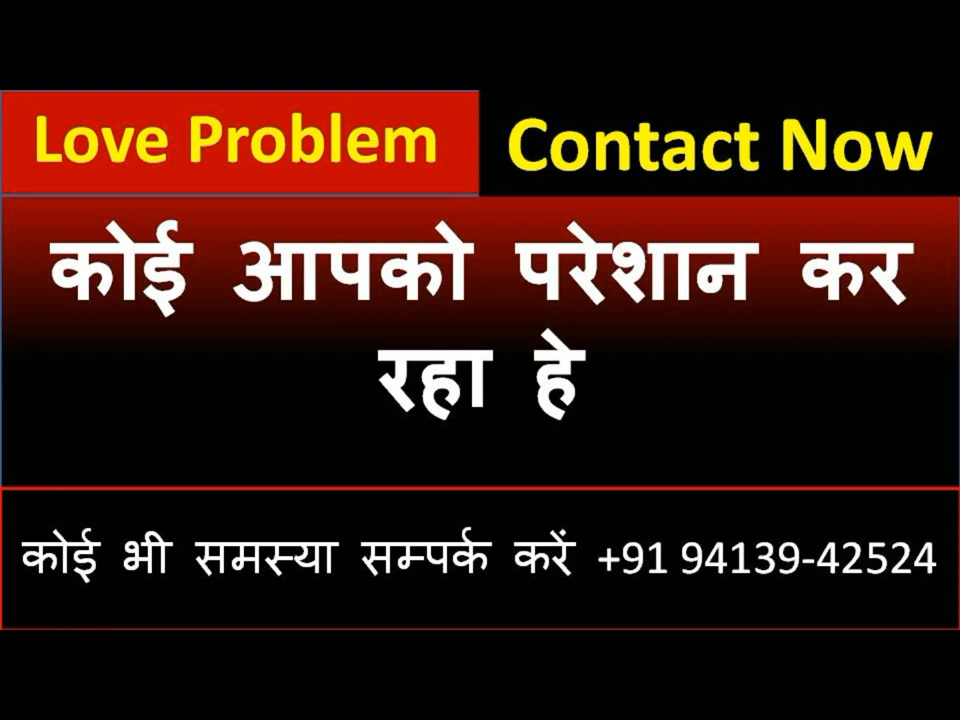 Love Problem
Contact Now
कोई आपको परेशान कर
रहा हे
कोई भी समस्या सम्पर्क करें +91 94139-42524